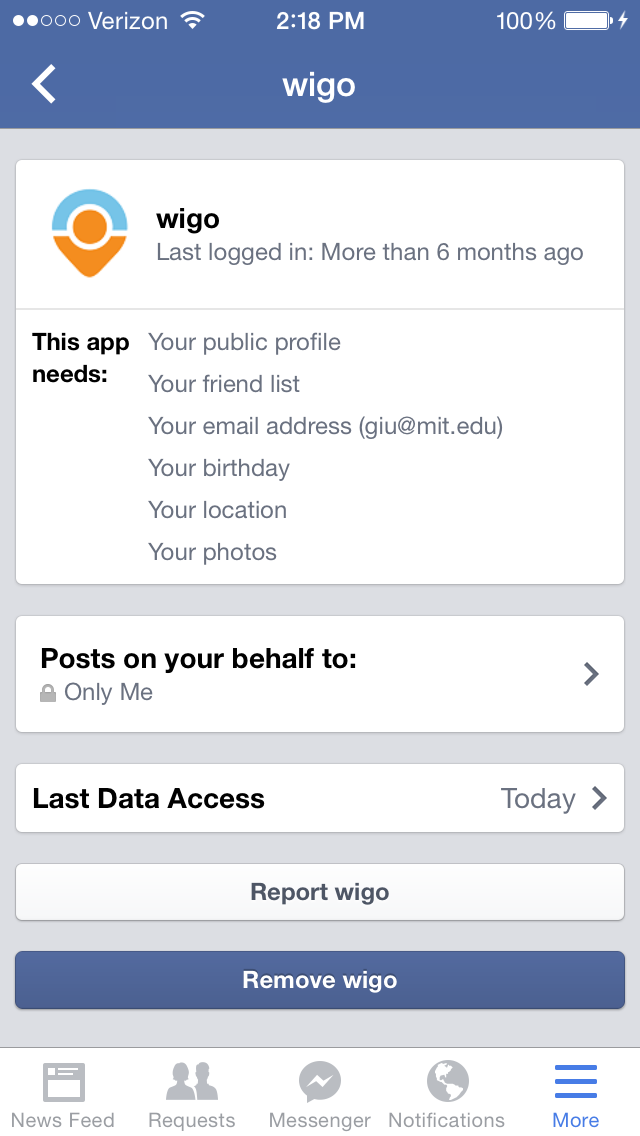 Verizon 2:18 PM 100%
wigo
wigo
Last logged in: More than 6 months ago
This app needs:
Your public profile
Your friend list
Your email address (giu@mit.edu)
Your birthday
Your location
Your photos
Posts on your behalf to:
Only Me
Last Data Access Today
Report wigo
Remove wigo
News Feed Requests Messenger Notifications More